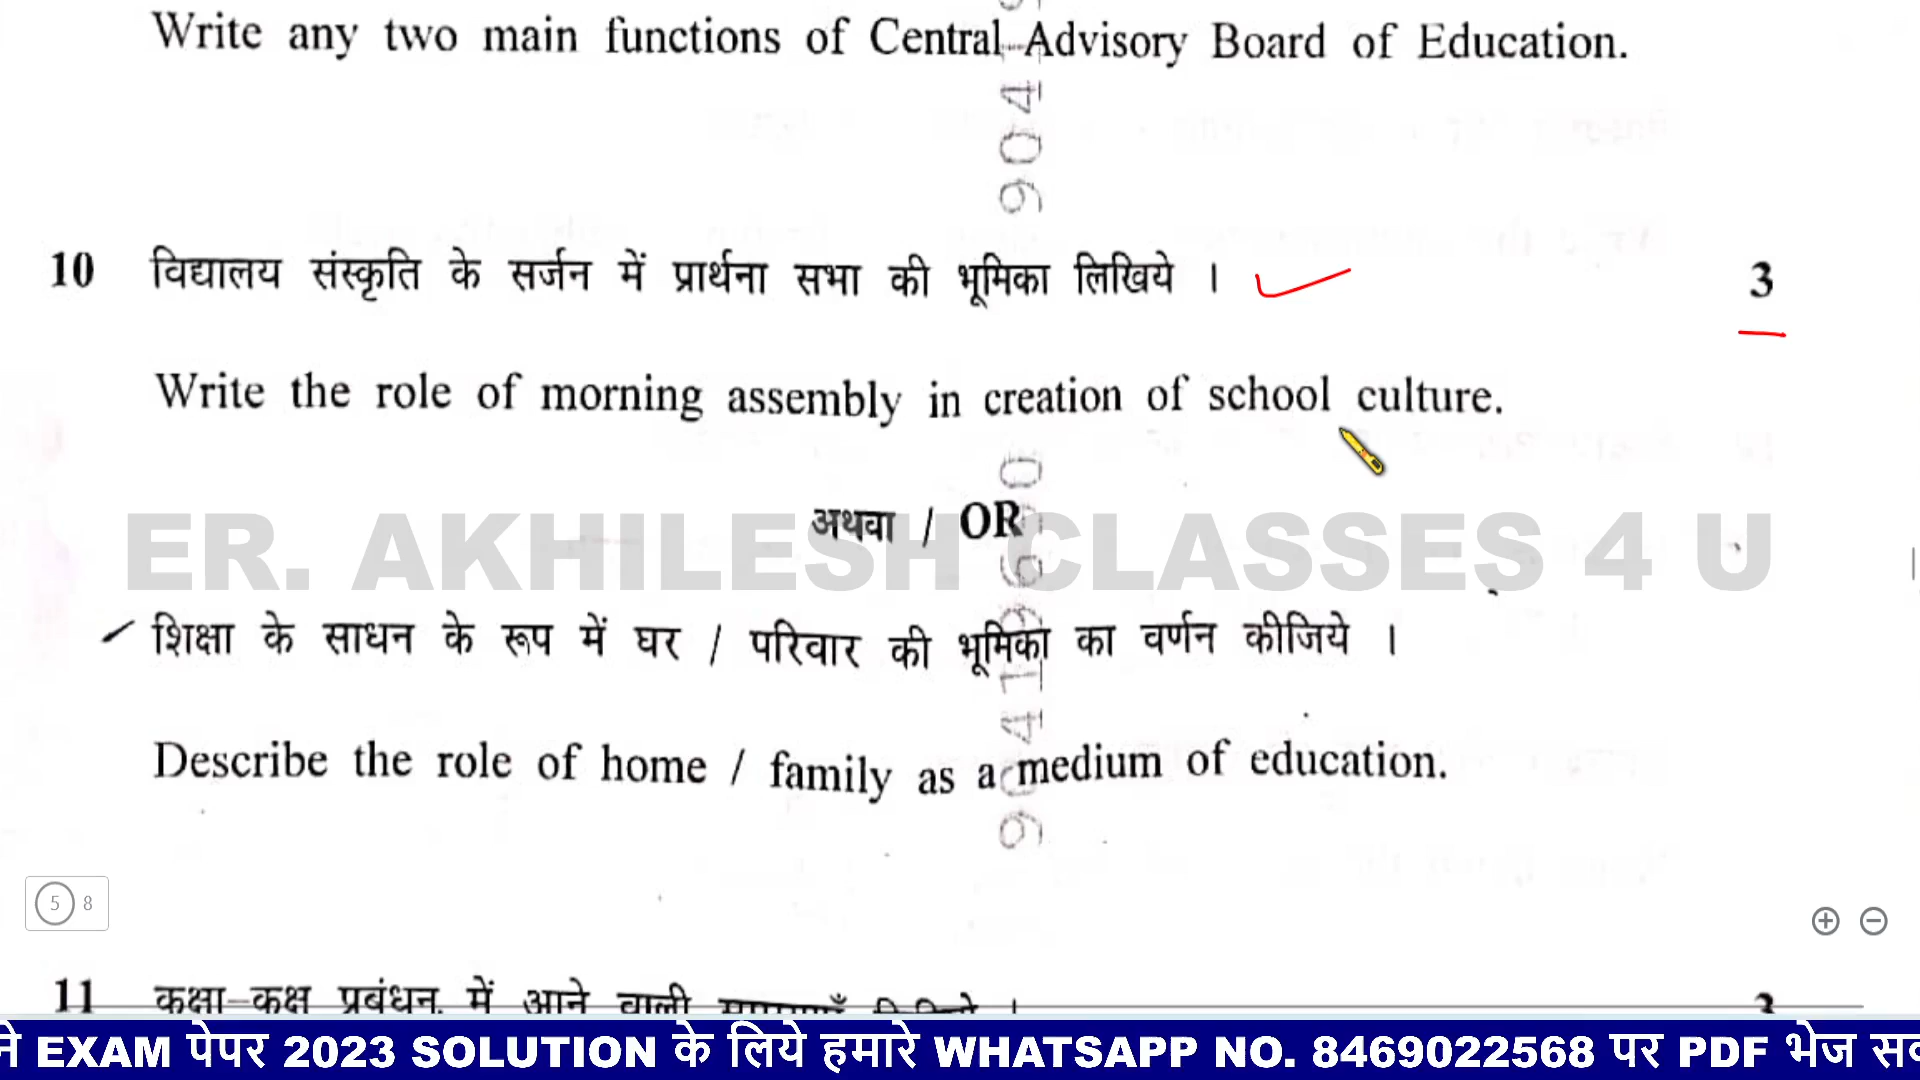 Write any two main functions of Central Advisory Board of Education.
904
10 विद्यालय संस्कृति के सर्जन में प्रार्थना सभा की भूमिका लिखिये । 3
Write the role of morning assembly in creation of school culture.
अथवा / OR
ER. AKHILESH CLASSES 4 U
शिक्षा के साधन के रूप में घर / परिवार की भूमिका का वर्णन कीजिये ।
Describe the role of home / family as a medium of education.
5 8
11 कक्षा-कक्ष प्रबंधन में आने वाली
EXAM पेपर 2023 SOLUTION के लिये हमारे WHATSAPP NO. 8469022568 पर PDF भेज